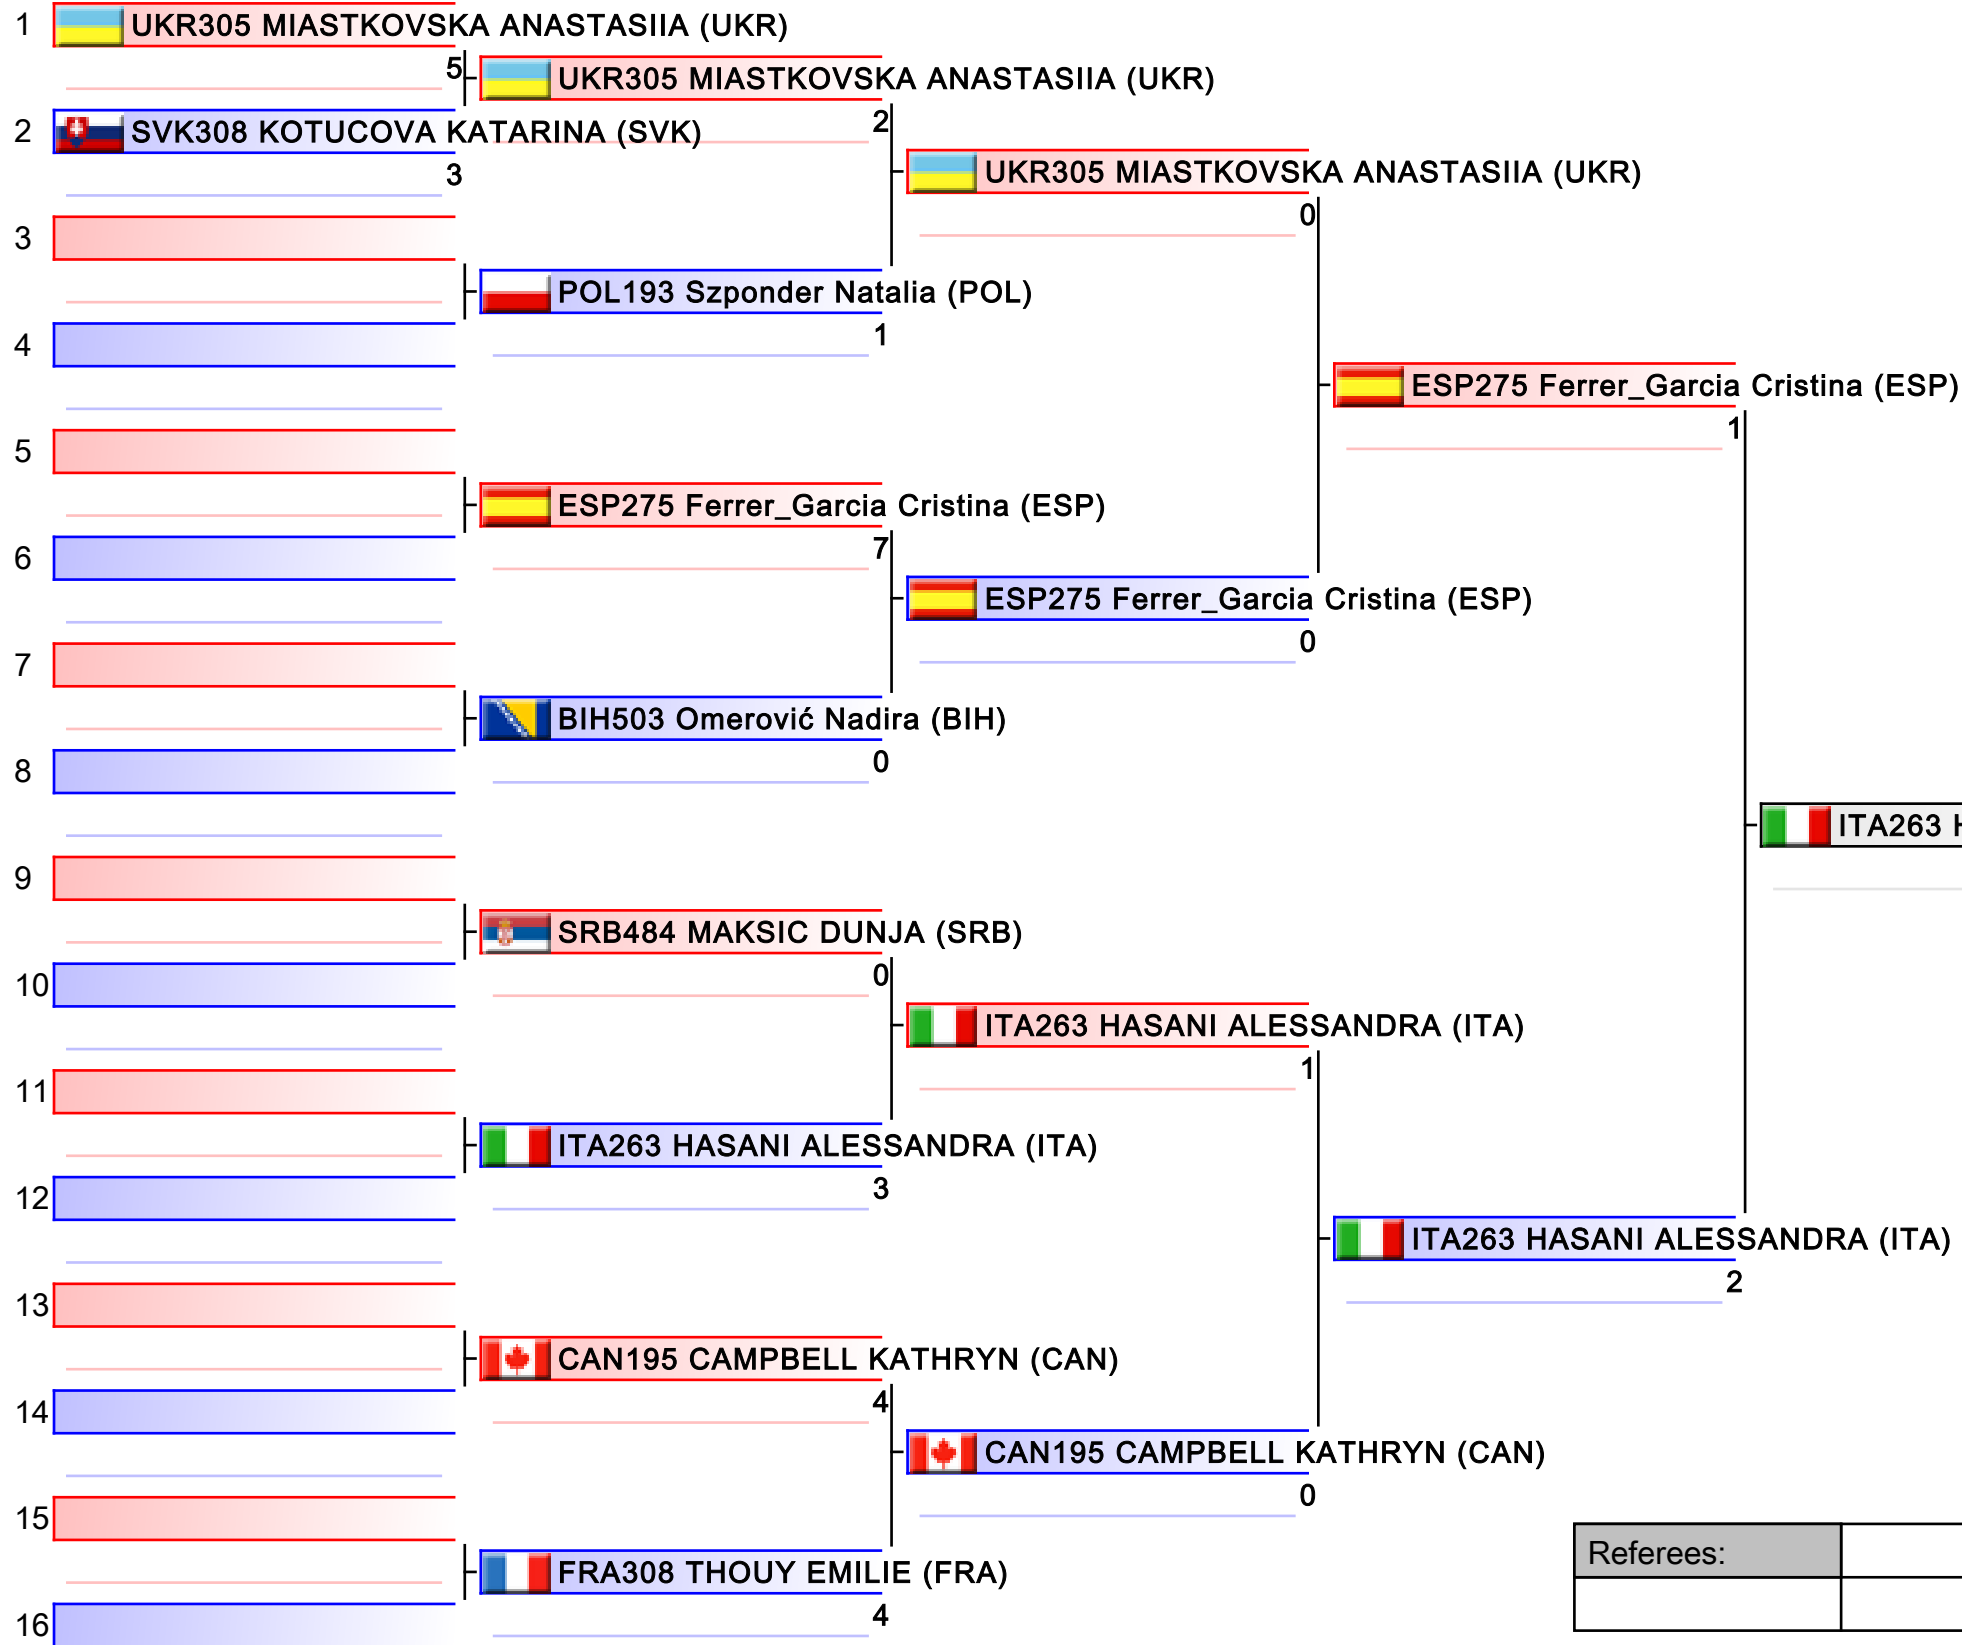 1 UKR305 MIASTKOVSKA ANASTASIIA (UKR)
5 UKR305 MIASTKOVSKA ANASTASIIA (UKR)
2 SVK308 KOTUCOVA KATARINA (SVK)
2
UKR305 MIASTKOVSKA ANASTASIIA (UKR)
3
0
3
POL193 Szponder Natalia (POL)
1
4
ESP275 Ferrer_Garcia Cristina (ESP)
1
5
ESP275 Ferrer_Garcia Cristina (ESP)
7
6
ESP275 Ferrer_Garcia Cristina (ESP)
0
7
BIH503 Omerović Nadira (BIH)
0
8
ITA263
9
SRB484 MAKSIC DUNJA (SRB)
0
10
ITA263 HASANI ALESSANDRA (ITA)
1
11
ITA263 HASANI ALESSANDRA (ITA)
3
12
ITA263 HASANI ALESSANDRA (ITA)
2
13
CAN195 CAMPBELL KATHRYN (CAN)
4
14
CAN195 CAMPBELL KATHRYN (CAN)
0
15
Referees:
FRA308 THOUY EMILIE (FRA)
4
16